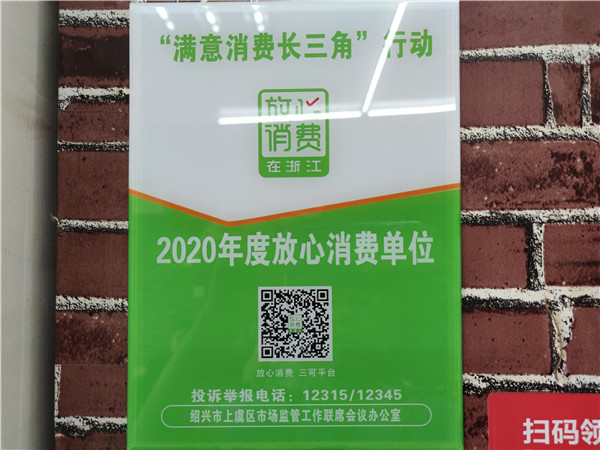 “满意消费长三角”行动
放心
消费
在浙江
2020年度放心消费单位
放心消费 三可平台
投诉举报电话：12315/12345
绍兴市上虞区市场监管工作联席会议办公室
扫码领